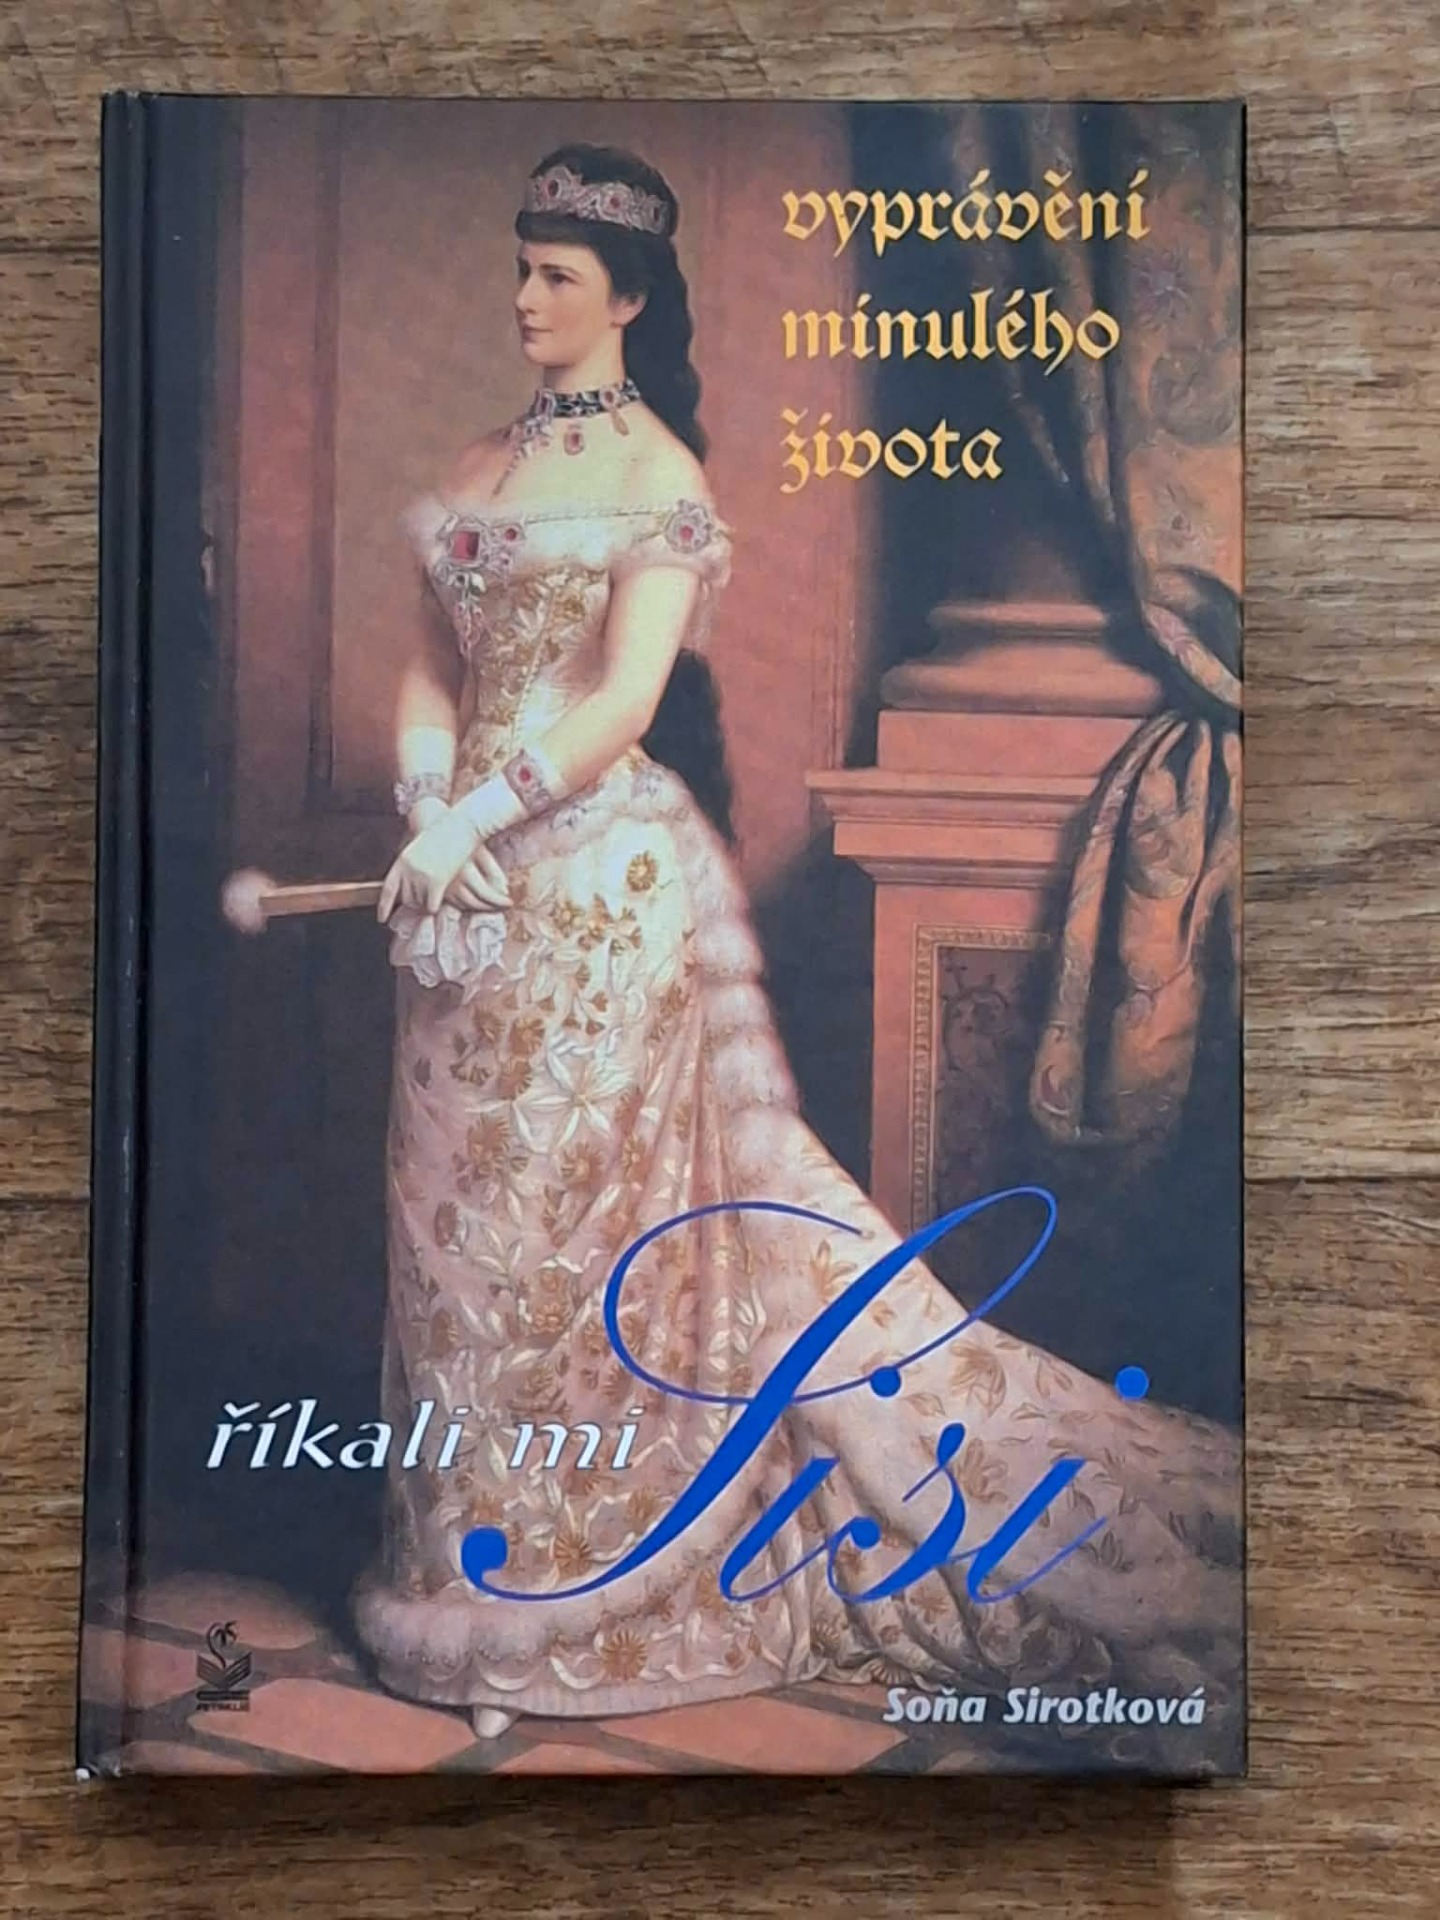 vyprávění
minulého
života
říkali mi Sisi
Soňa Sirotková